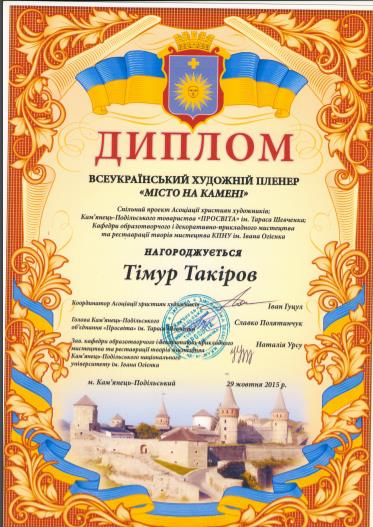 ДИПЛОМ
ВСЕУКРАЇНСЬКИЙ ХУДОЖНІЙ ПЛЕНЕР
«МІСТО НА КАМЕНІ»
Спільний проект Асоціації християн художників;
Кам'янець-Подільського товариства «ПРОСВІТА» ім. Тараса Шевченка;
Кафедри образотворчого і декоративно-прикладного мистецтва
та реставрації творів мистецтва КПНУ ім. Івана Огієнка
НАГОРОДЖУЄТЬСЯ
Тімур Такіров
Координатор Асоціації християн художників
Іван Гуцул
Голова Кам'янець-Подільського
об'єднання «Просвіта» ім. Тараса Шевченка
Славко Полятинчук
Зав. кафедри образотворчого і декоративно-прикладного
мистецтва та реставрації творів мистецтва
Кам'янець-Подільського національного
університету ім. Івана Огієнка
Наталія Урсу
м. Кам'янець-Подільський
29 жовтня 2015 р.